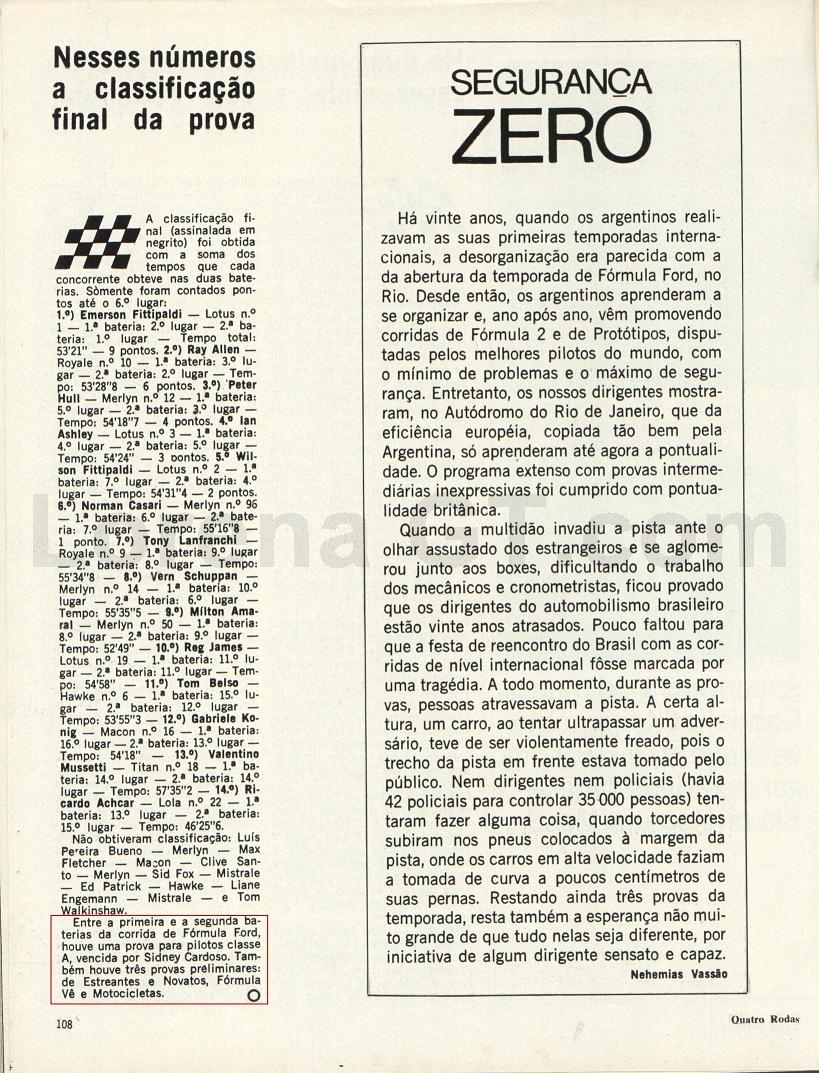 Nesses números
a classificação
final da prova
A classificação fi-
nal (assinalada em
negrito) foi obtida
com a soma dos
tempos que cada
concorrente obteve nas duas bate-
rias. Sòmente foram contados pon-
tos até o 6.º lugar:
1.º) Emerson Fittipaldi — Lotus n.º
1 — 1.ª bateria: 2.º lugar — 2.ª ba-
teria: 1.º lugar — Tempo total:
53'21" — 9 pontos. 2.º) Ray Allen —
Royale n.º 10 — 1.ª bateria: 3.º lu-
gar — 2.ª bateria: 2.º lugar — Tem-
po: 53'28"8 — 6 pontos. 3.º) Peter
Hull — Merlyn n.º 12 — 1.ª bateria:
5.º lugar — 2.ª bateria: 3.º lugar —
Tempo: 54'18"7 — 4 pontos. 4.º Ian
Ashley — Lotus n.º 3 — 1.ª bateria:
4.º lugar — 2.ª bateria: 5.º lugar —
Tempo: 54'24" — 3 pontos. 5.º Wil-
son Fittipaldi — Lotus n.º 2 — 1.ª
bateria: 7.º lugar — 2.ª bateria: 4.º
lugar — Tempo: 54'31"4 — 2 pontos.
6.º) Norman Casari — Merlyn n.º 96
— 1.ª bateria: 6.º lugar — 2.ª bate-
ria: 7.º lugar — Tempo: 55'16"8 —
1 ponto. 7.º) Tony Lanfranchi —
Royale n.º 9 — 1.ª bateria: 9.º lugar
— 2.ª bateria: 8.º lugar — Tempo:
55'34"8 — 8.º) Vern Schuppan —
Merlyn n.º 14 — 1.ª bateria: 10.º
lugar — 2.ª bateria: 6.º lugar —
Tempo: 55'35"5 — 9.º) Mílton Ama-
ral — Merlyn n.º 50 — 1.ª bateria:
8.º lugar — 2.ª bateria: 9.º lugar —
Tempo: 52'49" — 10.º) Reg James —
Lotus n.º 19 — 1.ª bateria: 11.º lu-
gar — 2.ª bateria: 11.º lugar — Tem-
po: 54'58" — 11.º) Tom Belso —
Hawke n.º 6 — 1.ª bateria: 15.º lu-
gar — 2.ª bateria: 12.º lugar —
Tempo: 53'55"3 — 12.º) Gabriele Ko-
nig — Macon n.º 16 — 1.ª bateria:
16.º lugar — 2.ª bateria: 13.º lugar —
Tempo: 54'18" — 13.º) Valentino
Mussetti — Titan n.º 18 — 1.ª ba-
teria: 14.º lugar — 2.ª bateria: 14.º
lugar — Tempo: 57'35"2 — 14.º) Ri-
cardo Achcar — Lola n.º 22 — 1.ª
bateria: 13.º lugar — 2.ª bateria:
15.º lugar — Tempo: 46'25"6.
Não obtiveram classificação: Luís
Pereira Bueno — Merlyn — Max
Fletcher — Macon — Clive San-
to — Merlyn — Sid Fox — Mistrale
— Ed Patrick — Hawke — Liane
Engemann — Mistrale — e Tom
Walkinshaw.
Entre a primeira e a segunda ba-
terias da corrida de Fórmula Ford,
houve uma prova para pilotos classe
A, vencida por Sidney Cardoso. Tam-
bém houve três provas preliminares:
de Estreantes e Novatos, Fórmula
Vê e Motocicletas.
108
SEGURANÇA
ZERO
Há vinte anos, quando os argentinos reali-
zavam as suas primeiras temporadas interna-
cionais, a desorganização era parecida com a
da abertura da temporada de Fórmula Ford, no
Rio. Desde então, os argentinos aprenderam a
se organizar e, ano após ano, vêm promovendo
corridas de Fórmula 2 e de Protótipos, dispu-
tadas pelos melhores pilotos do mundo, com
o mínimo de problemas e o máximo de segu-
rança. Entretanto, os nossos dirigentes mostra-
ram, no Autódromo do Rio de Janeiro, que da
eficiência européia, copiada tão bem pela
Argentina, só aprenderam até agora a pontuali-
dade. O programa extenso com provas interme-
diárias inexpressivas foi cumprido com pontua-
lidade britânica.
Quando a multidão invadiu a pista ante o
olhar assustado dos estrangeiros e se aglome-
rou junto aos boxes, dificultando o trabalho
dos mecânicos e cronometristas, ficou provado
que os dirigentes do automobilismo brasileiro
estão vinte anos atrasados. Pouco faltou para
que a festa de reencontro do Brasil com as cor-
ridas de nível internacional fôsse marcada por
uma tragédia. A todo momento, durante as pro-
vas, pessoas atravessavam a pista. A certa al-
tura, um carro, ao tentar ultrapassar um adver-
sário, teve de ser violentamente freado, pois o
trecho da pista em frente estava tomado pelo
público. Nem dirigentes nem policiais (havia
42 policiais para controlar 35 000 pessoas) ten-
taram fazer alguma coisa, quando torcedores
subiram nos pneus colocados à margem da
pista, onde os carros em alta velocidade faziam
a tomada de curva a poucos centímetros de
suas pernas. Restando ainda três provas da
temporada, resta também a esperança não mui-
to grande de que tudo nelas seja diferente, por
iniciativa de algum dirigente sensato e capaz.
Nehemias Vassão
Quatro Rodas